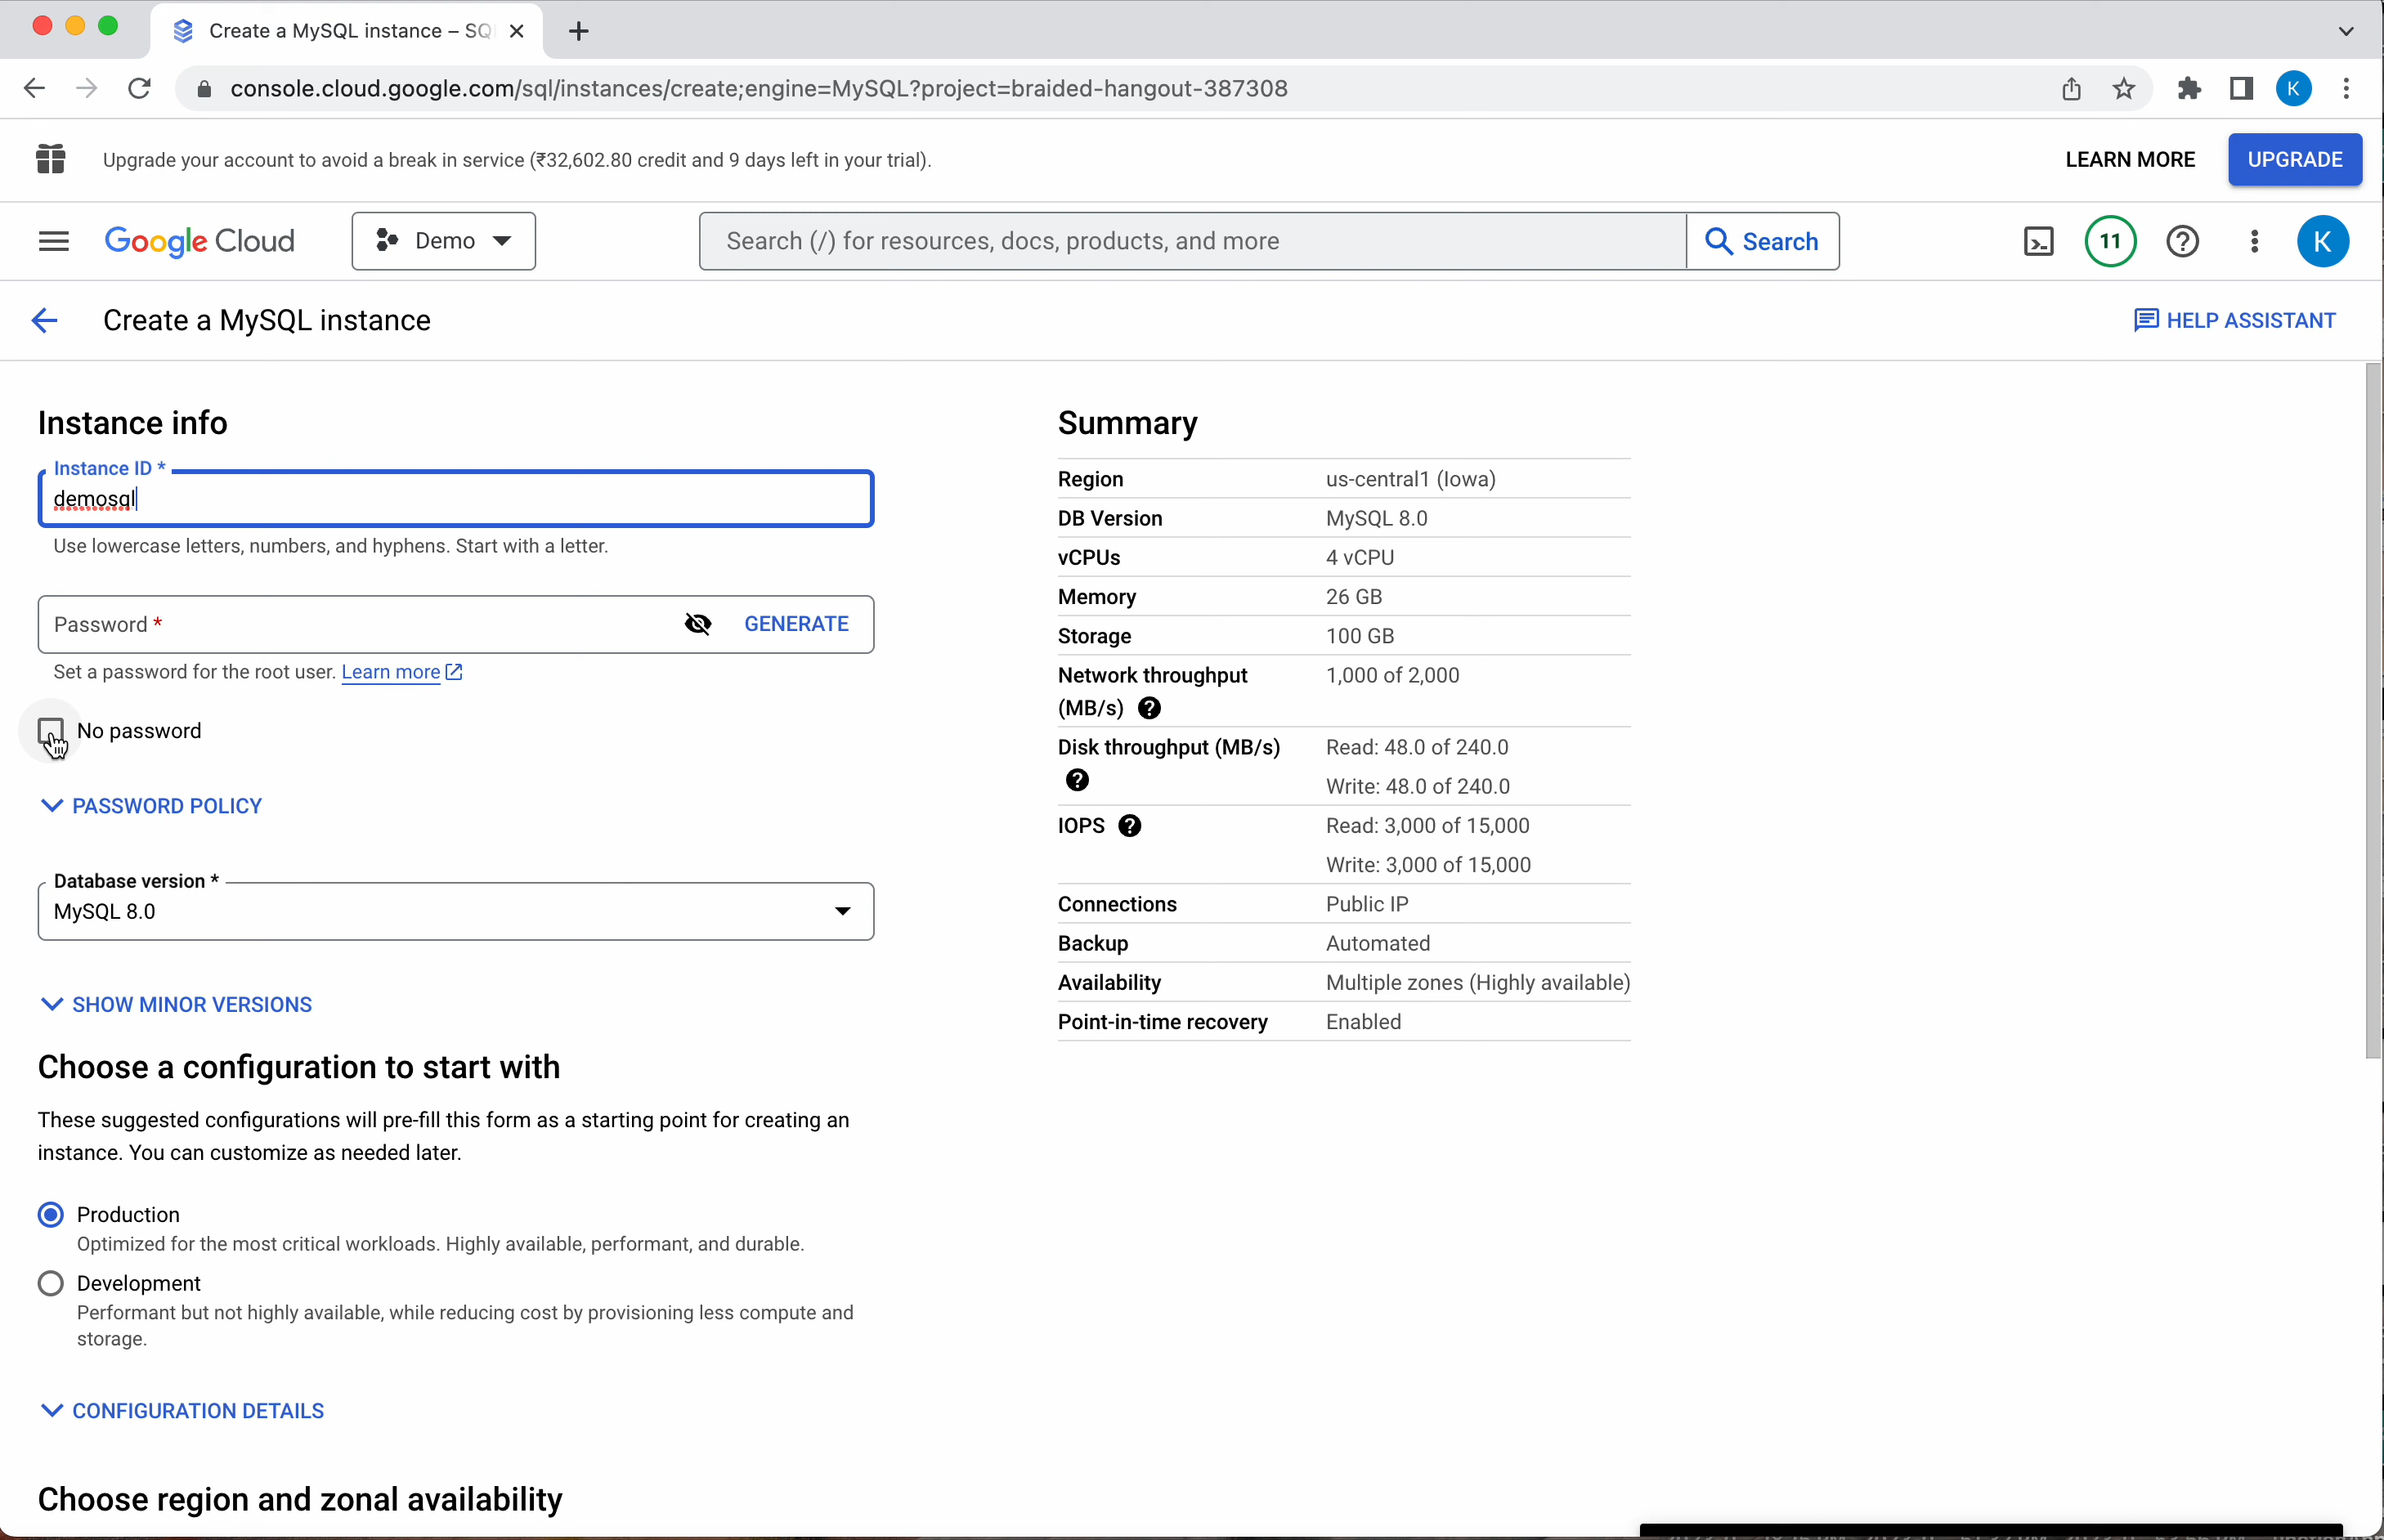 Create a MySQL instance – SQ
console.cloud.google.com/sql/instances/create;engine=MySQL?project=braided-hangout-387308
K
Upgrade your account to avoid a break in service (₹32,602.80 credit and 9 days left in your trial).
LEARN MORE
UPGRADE
Google Cloud
Demo
Search (/) for resources, docs, products, and more
Search
11
K
Create a MySQL instance
HELP ASSISTANT
Instance info
Instance ID *
demosql
Use lowercase letters, numbers, and hyphens. Start with a letter.
Password *
GENERATE
Set a password for the root user. Learn more
No password
PASSWORD POLICY
Database version *
MySQL 8.0
SHOW MINOR VERSIONS
Choose a configuration to start with
These suggested configurations will pre-fill this form as a starting point for creating an
instance. You can customize as needed later.
Production
Optimized for the most critical workloads. Highly available, performant, and durable.
Development
Performant but not highly available, while reducing cost by provisioning less compute and
storage.
CONFIGURATION DETAILS
Choose region and zonal availability
Summary
Region us-central1 (Iowa)
DB Version MySQL 8.0
vCPUs 4 vCPU
Memory 26 GB
Storage 100 GB
Network throughput 1,000 of 2,000
(MB/s)
Disk throughput (MB/s) Read: 48.0 of 240.0
Write: 48.0 of 240.0
IOPS Read: 3,000 of 15,000
Write: 3,000 of 15,000
Connections Public IP
Backup Automated
Availability Multiple zones (Highly available)
Point-in-time recovery Enabled